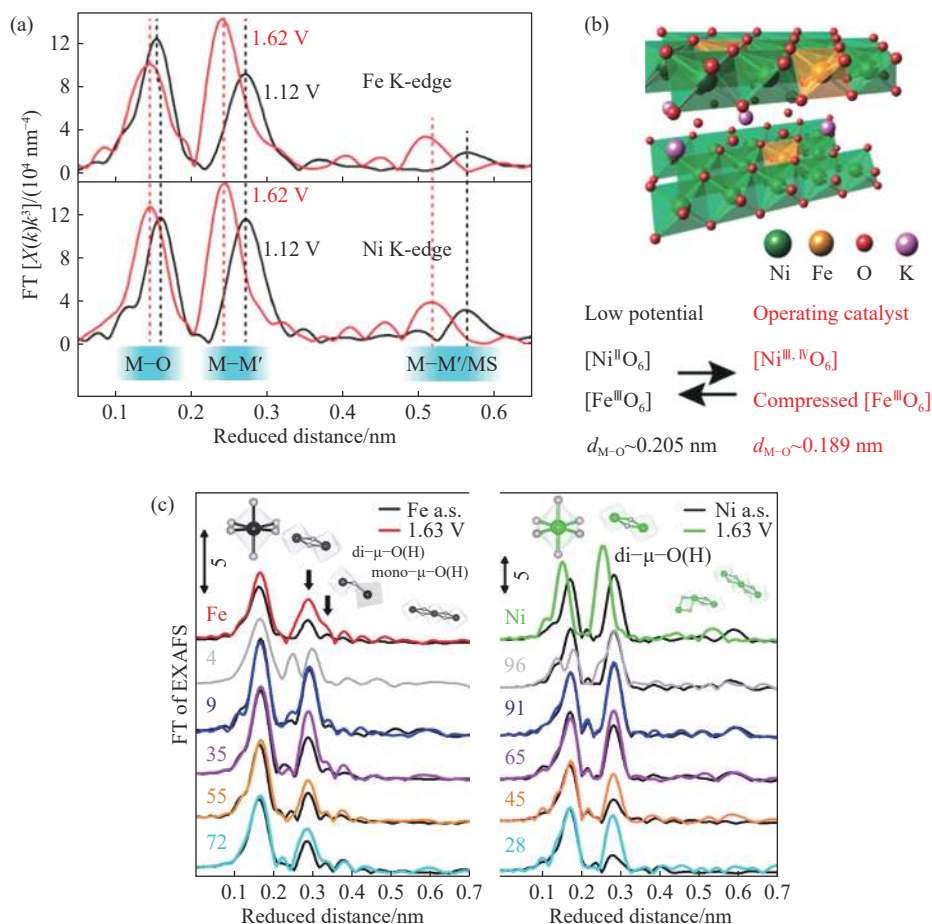 (a)
FT [X(k)k³]/(10⁴ nm⁻⁴)
12
8
4
0
1.62 V
1.12 V
Fe K-edge
12
8
4
0
1.62 V
1.12 V
Ni K-edge
M−O
M−M′
M−M′/MS
0.1 0.2 0.3 0.4 0.5 0.6
Reduced distance/nm
(b)
Ni Fe O K
Low potential Operating catalyst
[NiᴵᴵO₆] [Niᴵᴵᴵ,ᴵⱽO₆]
[FeᴵᴵᴵO₆] Compressed [FeᴵᴵᴵO₆]
d M−O~0.205 nm d M−O~0.189 nm
(c)
FT of EXAFS
5
Fe a.s.
1.63 V
di−μ−O(H)
mono−μ−O(H)
Fe
4
9
35
55
72
0.1 0.2 0.3 0.4 0.5 0.6 0.7
Reduced distance/nm
5
Ni a.s.
1.63 V
di−μ−O(H)
Ni
96
91
65
45
28
0.1 0.2 0.3 0.4 0.5 0.6 0.7
Reduced distance/nm